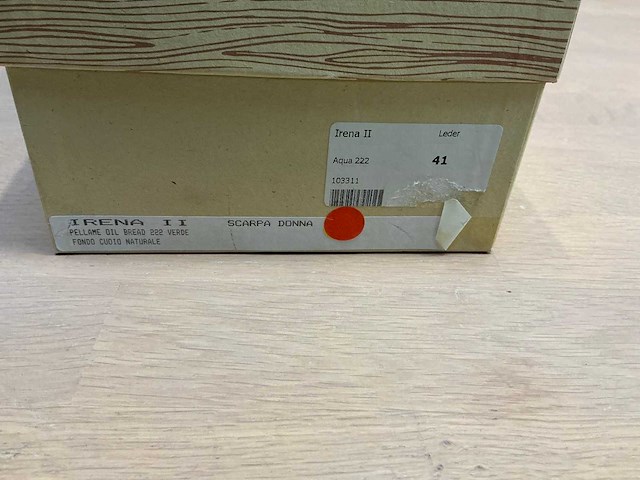 Irena II Leder
Aqua 222 41
103311
IRENA II SCARPA DONNA
PELLAME OIL BREAD 222 VERDE
FONDO CUOIO NATURALE